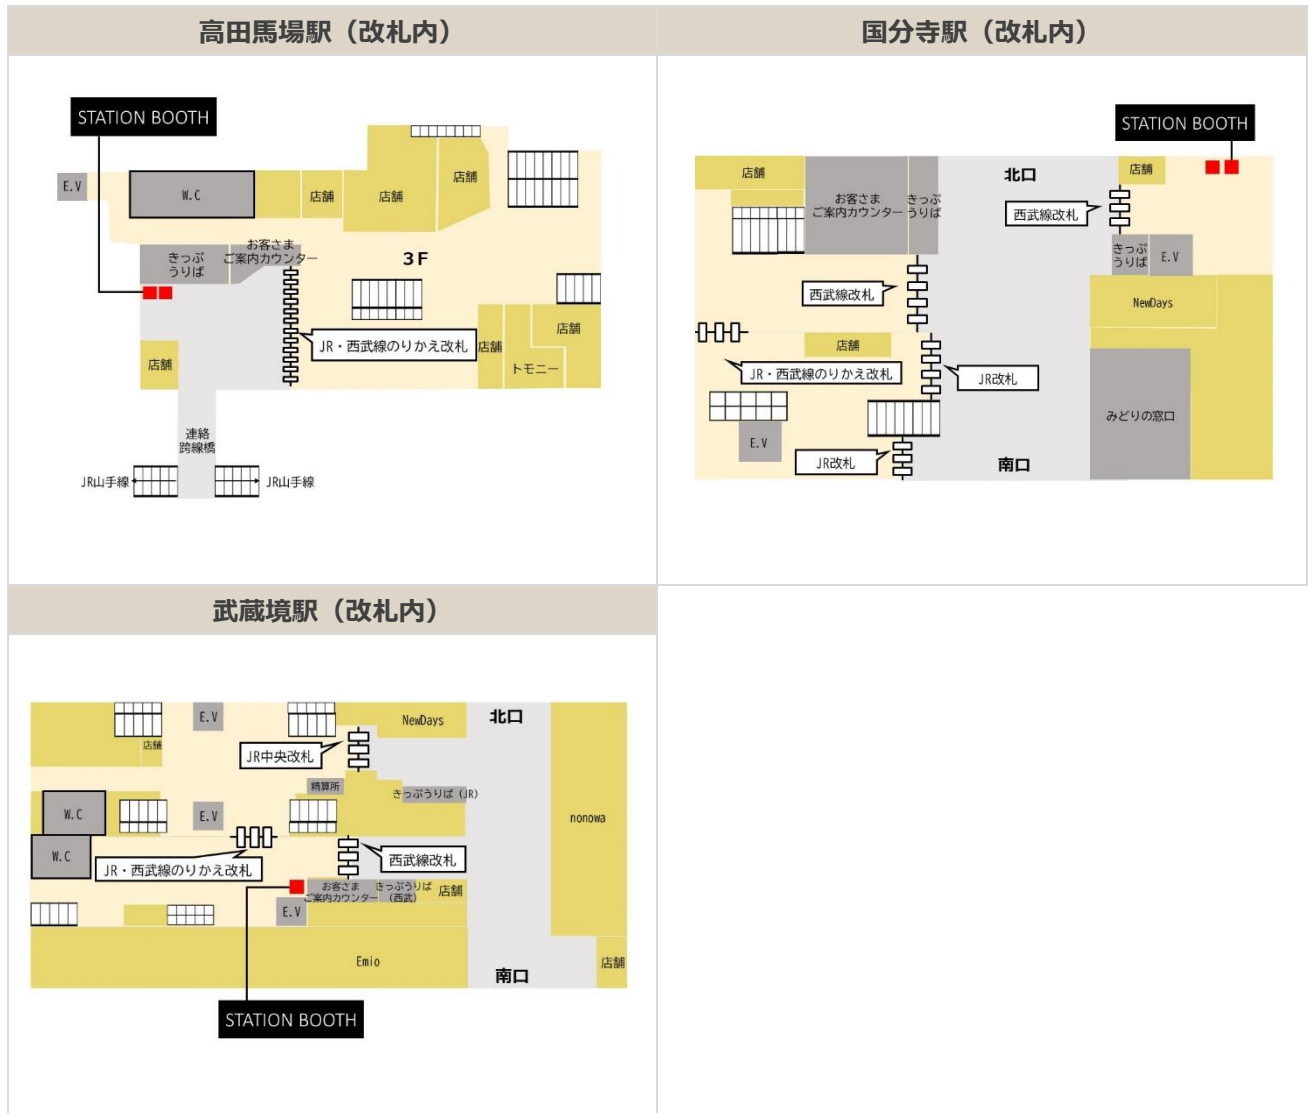 高田馬場駅（改札内）
STATION BOOTH
E.V
W.C
店舗
店舗
店舗
きっぷ
うりば
お客さま
ご案内カウンター
3F
JR・西武線のりかえ改札
店舗
店舗
トモニー
店舗
連絡
跨線橋
JR山手線
JR山手線
国分寺駅（改札内）
STATION BOOTH
店舗
お客さま
ご案内カウンター
きっぷ
うりば
北口
店舗
西武線改札
きっぷ
うりば
E.V
西武線改札
NewDays
店舗
JR・西武線のりかえ改札
JR改札
みどりの窓口
E.V
JR改札
南口
武蔵境駅（改札内）
E.V
NewDays
北口
店舗
JR中央改札
精算所
きっぷうりば（JR）
W.C
E.V
nonowa
W.C
JR・西武線のりかえ改札
西武線改札
お客さま
ご案内カウンター
きっぷうりば
（西武）
店舗
E.V
Emio
南口
店舗
STATION BOOTH